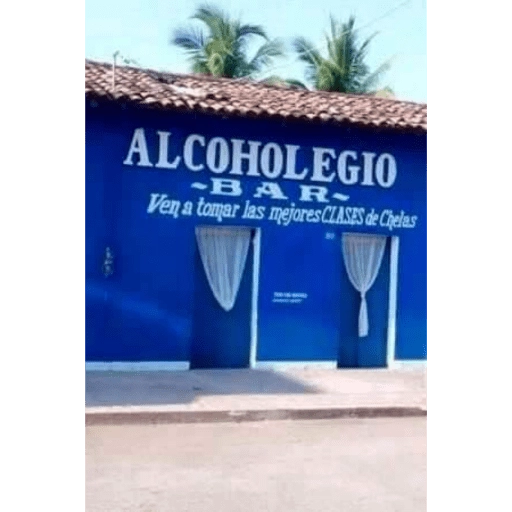 ALCOHOLEGIO
~BAR~
Ven a tomar las mejores CLASES de Chelas